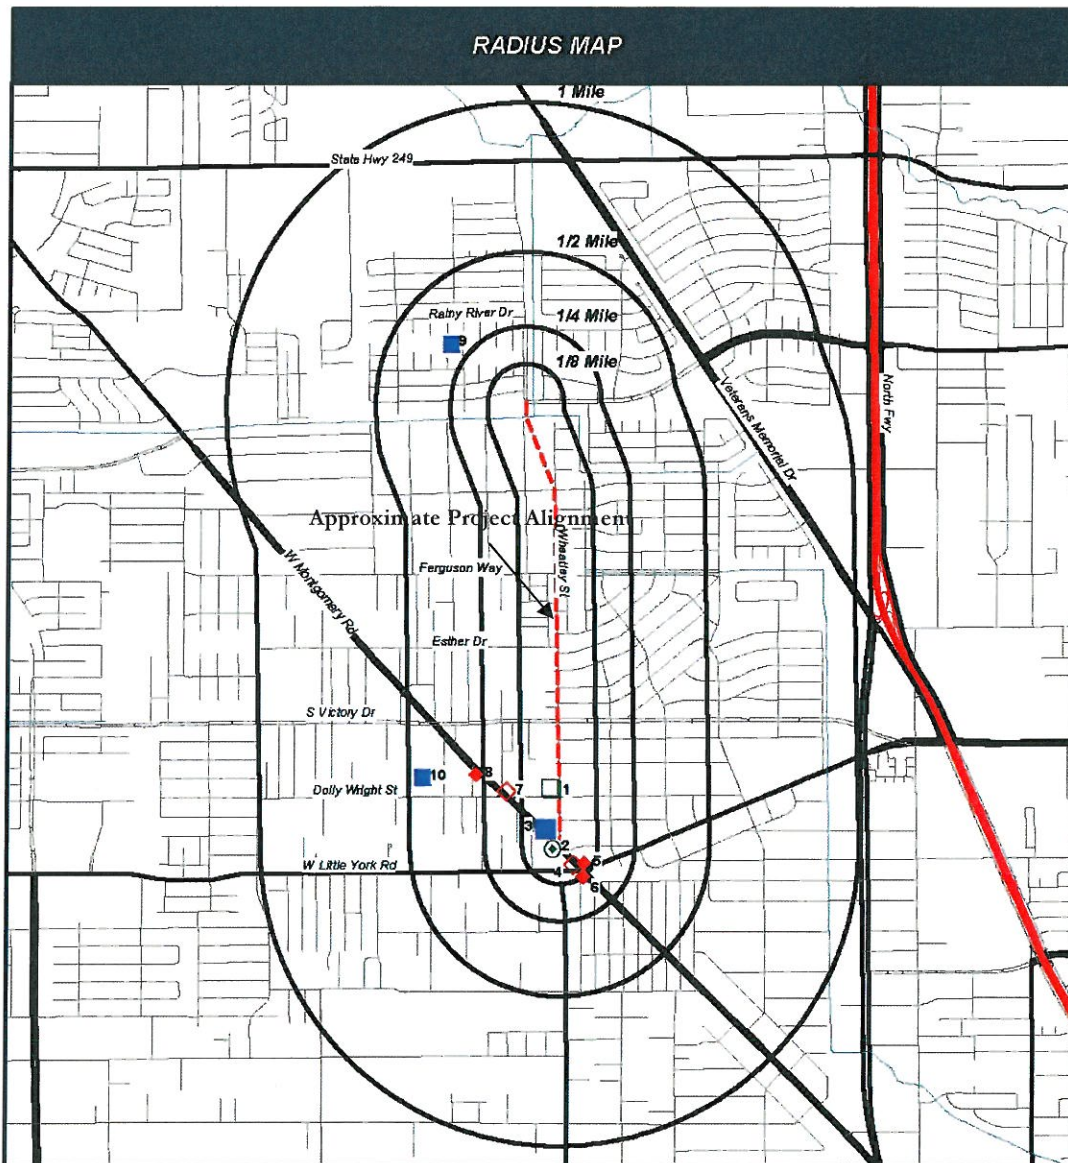 RADIUS MAP
1 Mile
State Hwy 249
1/2 Mile
Rainy River Dr
1/4 Mile
9
1/8 Mile
Veterans Memorial Dr
North Fwy
Approximate Project Alignment
Wheatley St
W Montgomery Rd
Ferguson Way
Esther Dr
S Victory Dr
10
8
Dolly Wright St
7
1
3
2
W Little York Rd
4
5
6